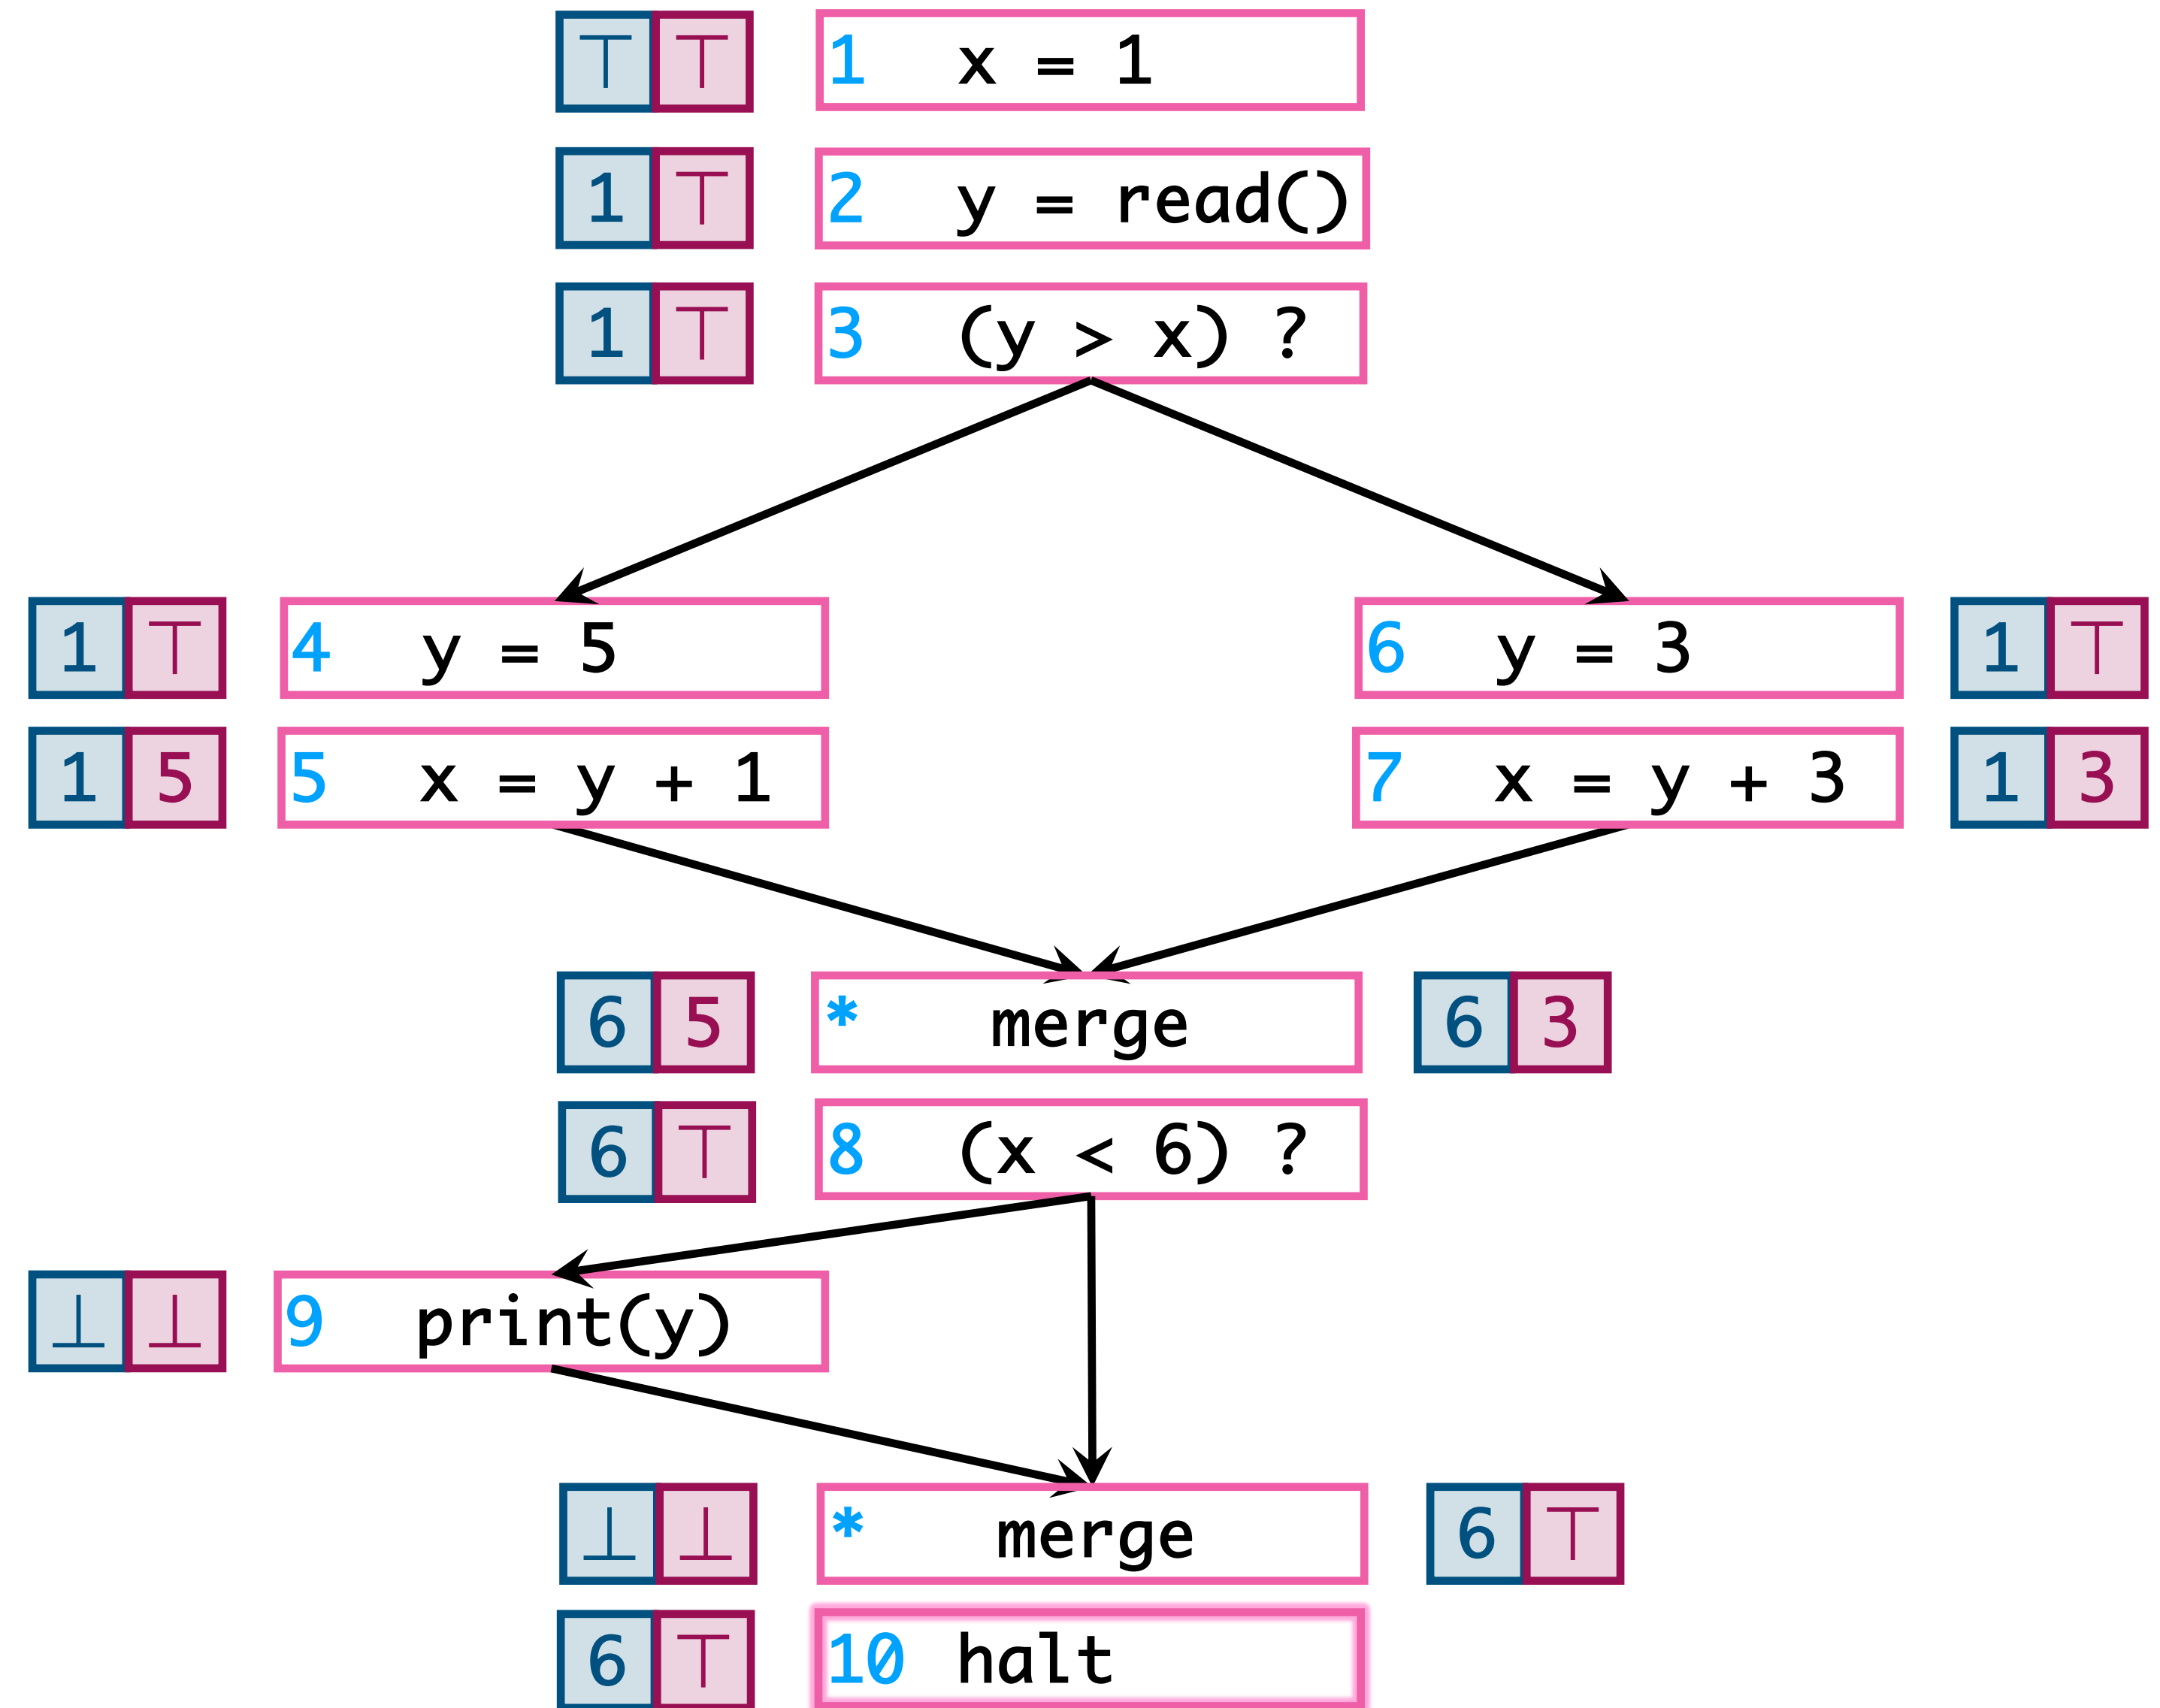 ⊤ ⊤ 1 x = 1
1 ⊤ 2 y = read()
1 ⊤ 3 (y > x) ?
1 ⊤ 4 y = 5
1 5 5 x = y + 1
6 y = 3 1 ⊤
7 x = y + 3 1 3
6 5 * merge 6 3
6 ⊤ 8 (x < 6) ?
⊥ ⊥ 9 print(y)
⊥ ⊥ * merge 6 ⊤
6 ⊤ 10 halt